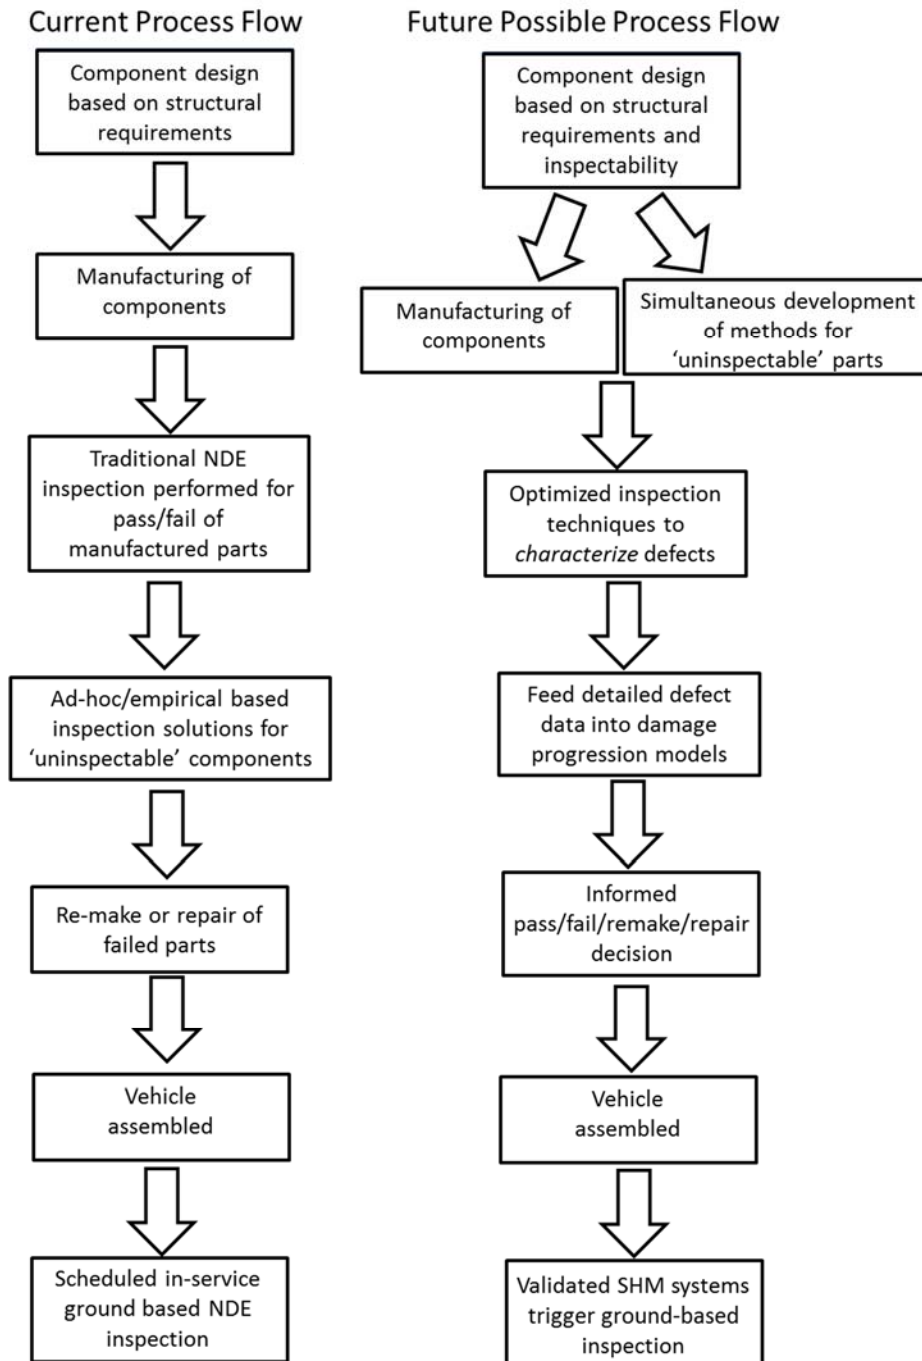 Current Process Flow
Component design
based on structural
requirements
Manufacturing of
components
Traditional NDE
inspection performed for
pass/fail of
manufactured parts
Ad-hoc/empirical based
inspection solutions for
‘uninspectable’ components
Re-make or repair of
failed parts
Vehicle
assembled
Scheduled in-service
ground based NDE
inspection
Future Possible Process Flow
Component design
based on structural
requirements and
inspectability
Manufacturing of
components
Simultaneous development
of methods for
‘uninspectable’ parts
Optimized inspection
techniques to
characterize defects
Feed detailed defect
data into damage
progression models
Informed
pass/fail/remake/repair
decision
Vehicle
assembled
Validated SHM systems
trigger ground-based
inspection